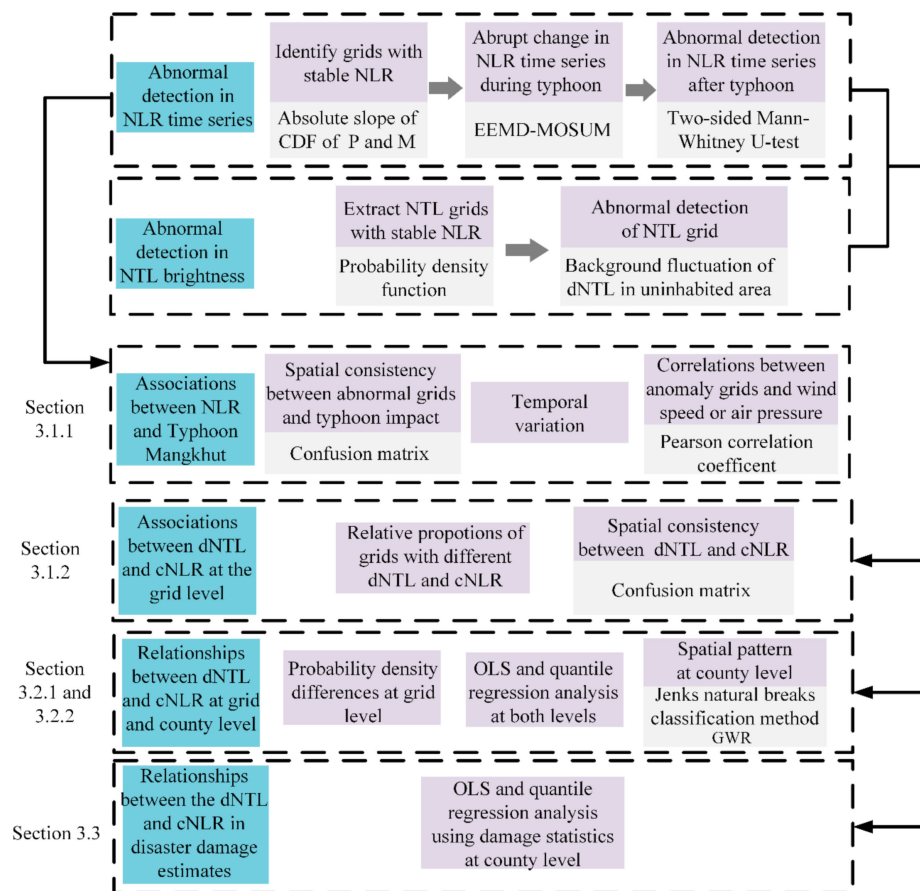 Abnormal
detection in
NLR time series
Identify grids with
stable NLR
Absolute slope of
CDF of P and M
Abrupt change in
NLR time series
during typhoon
EEMD-MOSUM
Abnormal detection
in NLR time series
after typhoon
Two-sided Mann-
Whitney U-test
Abnormal
detection in
NTL brightness
Extract NTL grids
with stable NLR
Probability density
function
Abnormal detection
of NTL grid
Background fluctuation of
dNTL in uninhabited area
Section
3.1.1
Associations
between NLR
and Typhoon
Mangkhut
Spatial consistency
between abnormal grids
and typhoon impact
Confusion matrix
Temporal
variation
Correlations between
anomaly grids and wind
speed or air pressure
Pearson correlation
coefficent
Section
3.1.2
Associations
between dNTL
and cNLR at the
grid level
Relative propotions of
grids with different
dNTL and cNLR
Spatial consistency
between dNTL and cNLR
Confusion matrix
Section
3.2.1 and
3.2.2
Relationships
between dNTL
and cNLR at grid
and county level
Probability density
differences at grid
level
OLS and quantile
regression analysis
at both levels
Spatial pattern
at county level
Jenks natural breaks
classification method
GWR
Section 3.3
Relationships
between the dNTL
and cNLR in
disaster damage
estimates
OLS and quantile
regression analysis
using damage statistics
at county level